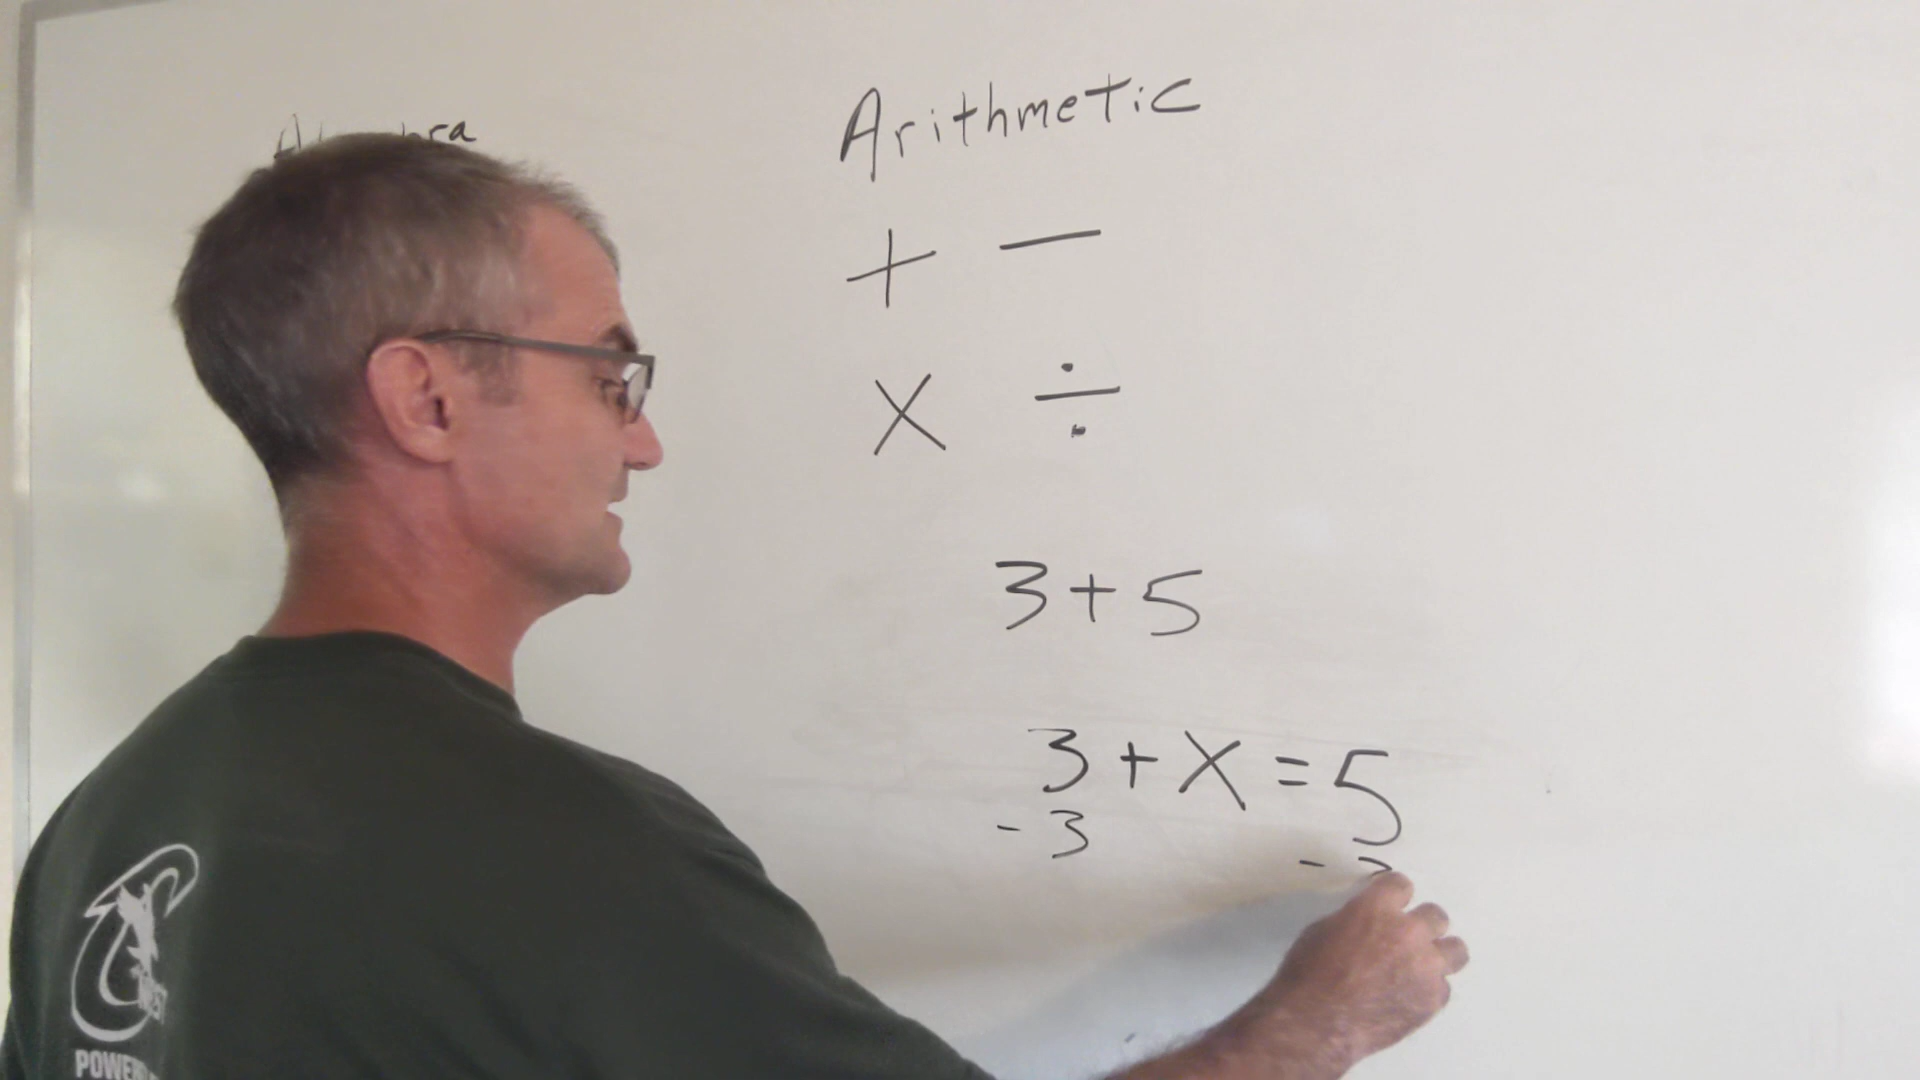 Arithmetic
+ −
× ÷
3+5
3+x=5
-3 -